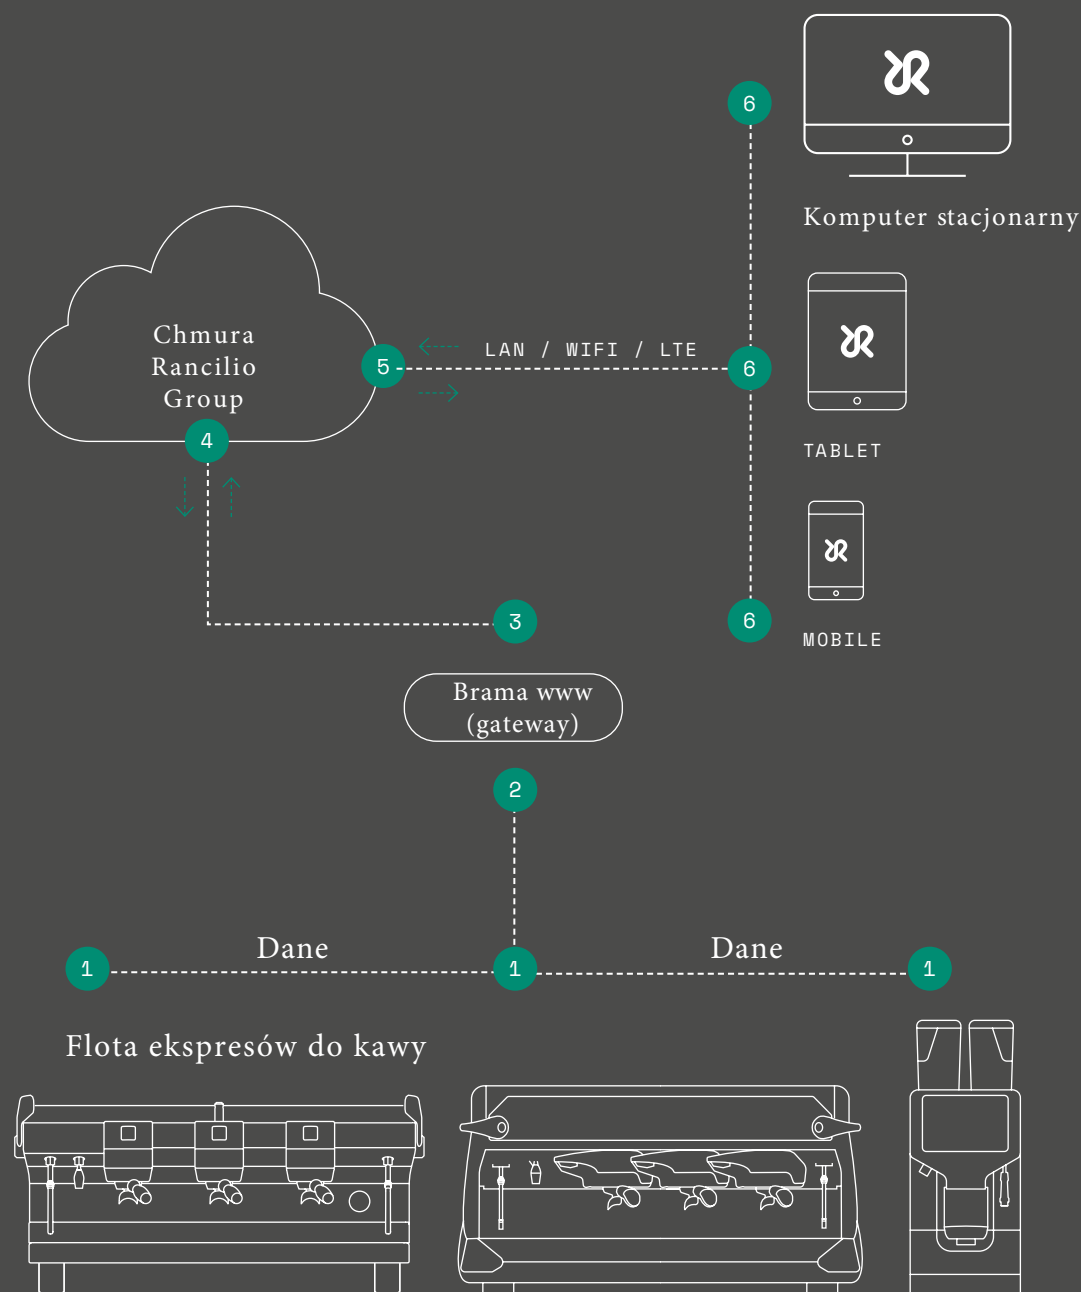 6
Komputer stacjonarny
Chmura
Rancilio
Group
5
LAN / WIFI / LTE
6
4
TABLET
3
6
MOBILE
Brama www
(gateway)
2
Dane
Dane
1
1
1
Flota ekspresów do kawy